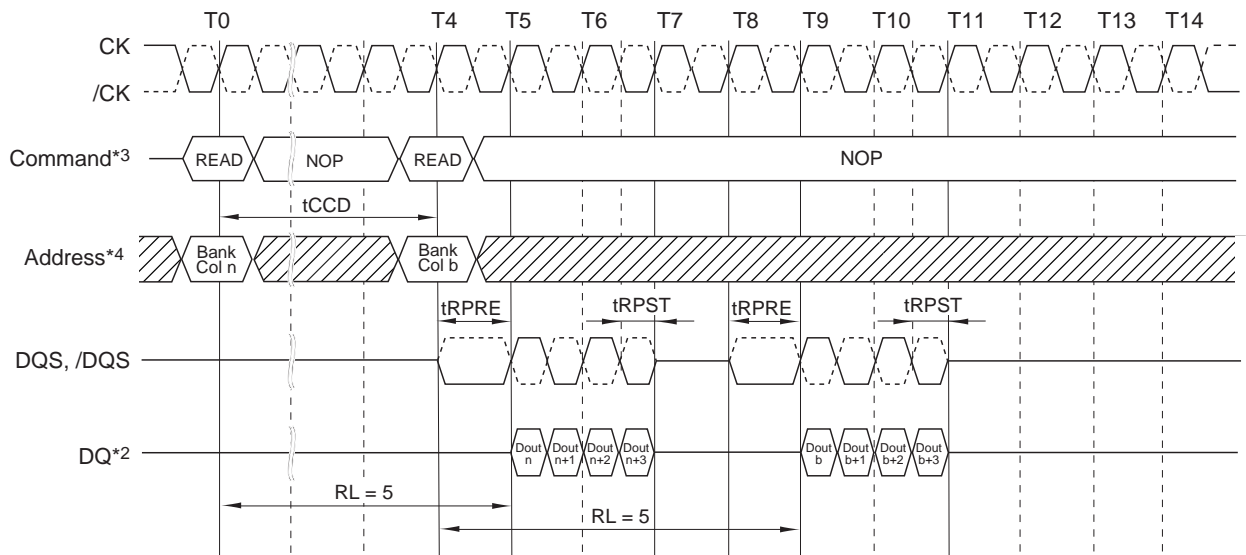 T0 T4 T5 T6 T7 T8 T9 T10 T11 T12 T13 T14
CK
/CK
Command*3 READ NOP READ NOP
tCCD
Address*4 Bank Col n Bank Col b
tRPRE tRPST tRPRE tRPST
DQS, /DQS
DQ*2 Dout n Dout n+1 Dout n+2 Dout n+3 Dout b Dout b+1 Dout b+2 Dout b+3
RL = 5
RL = 5